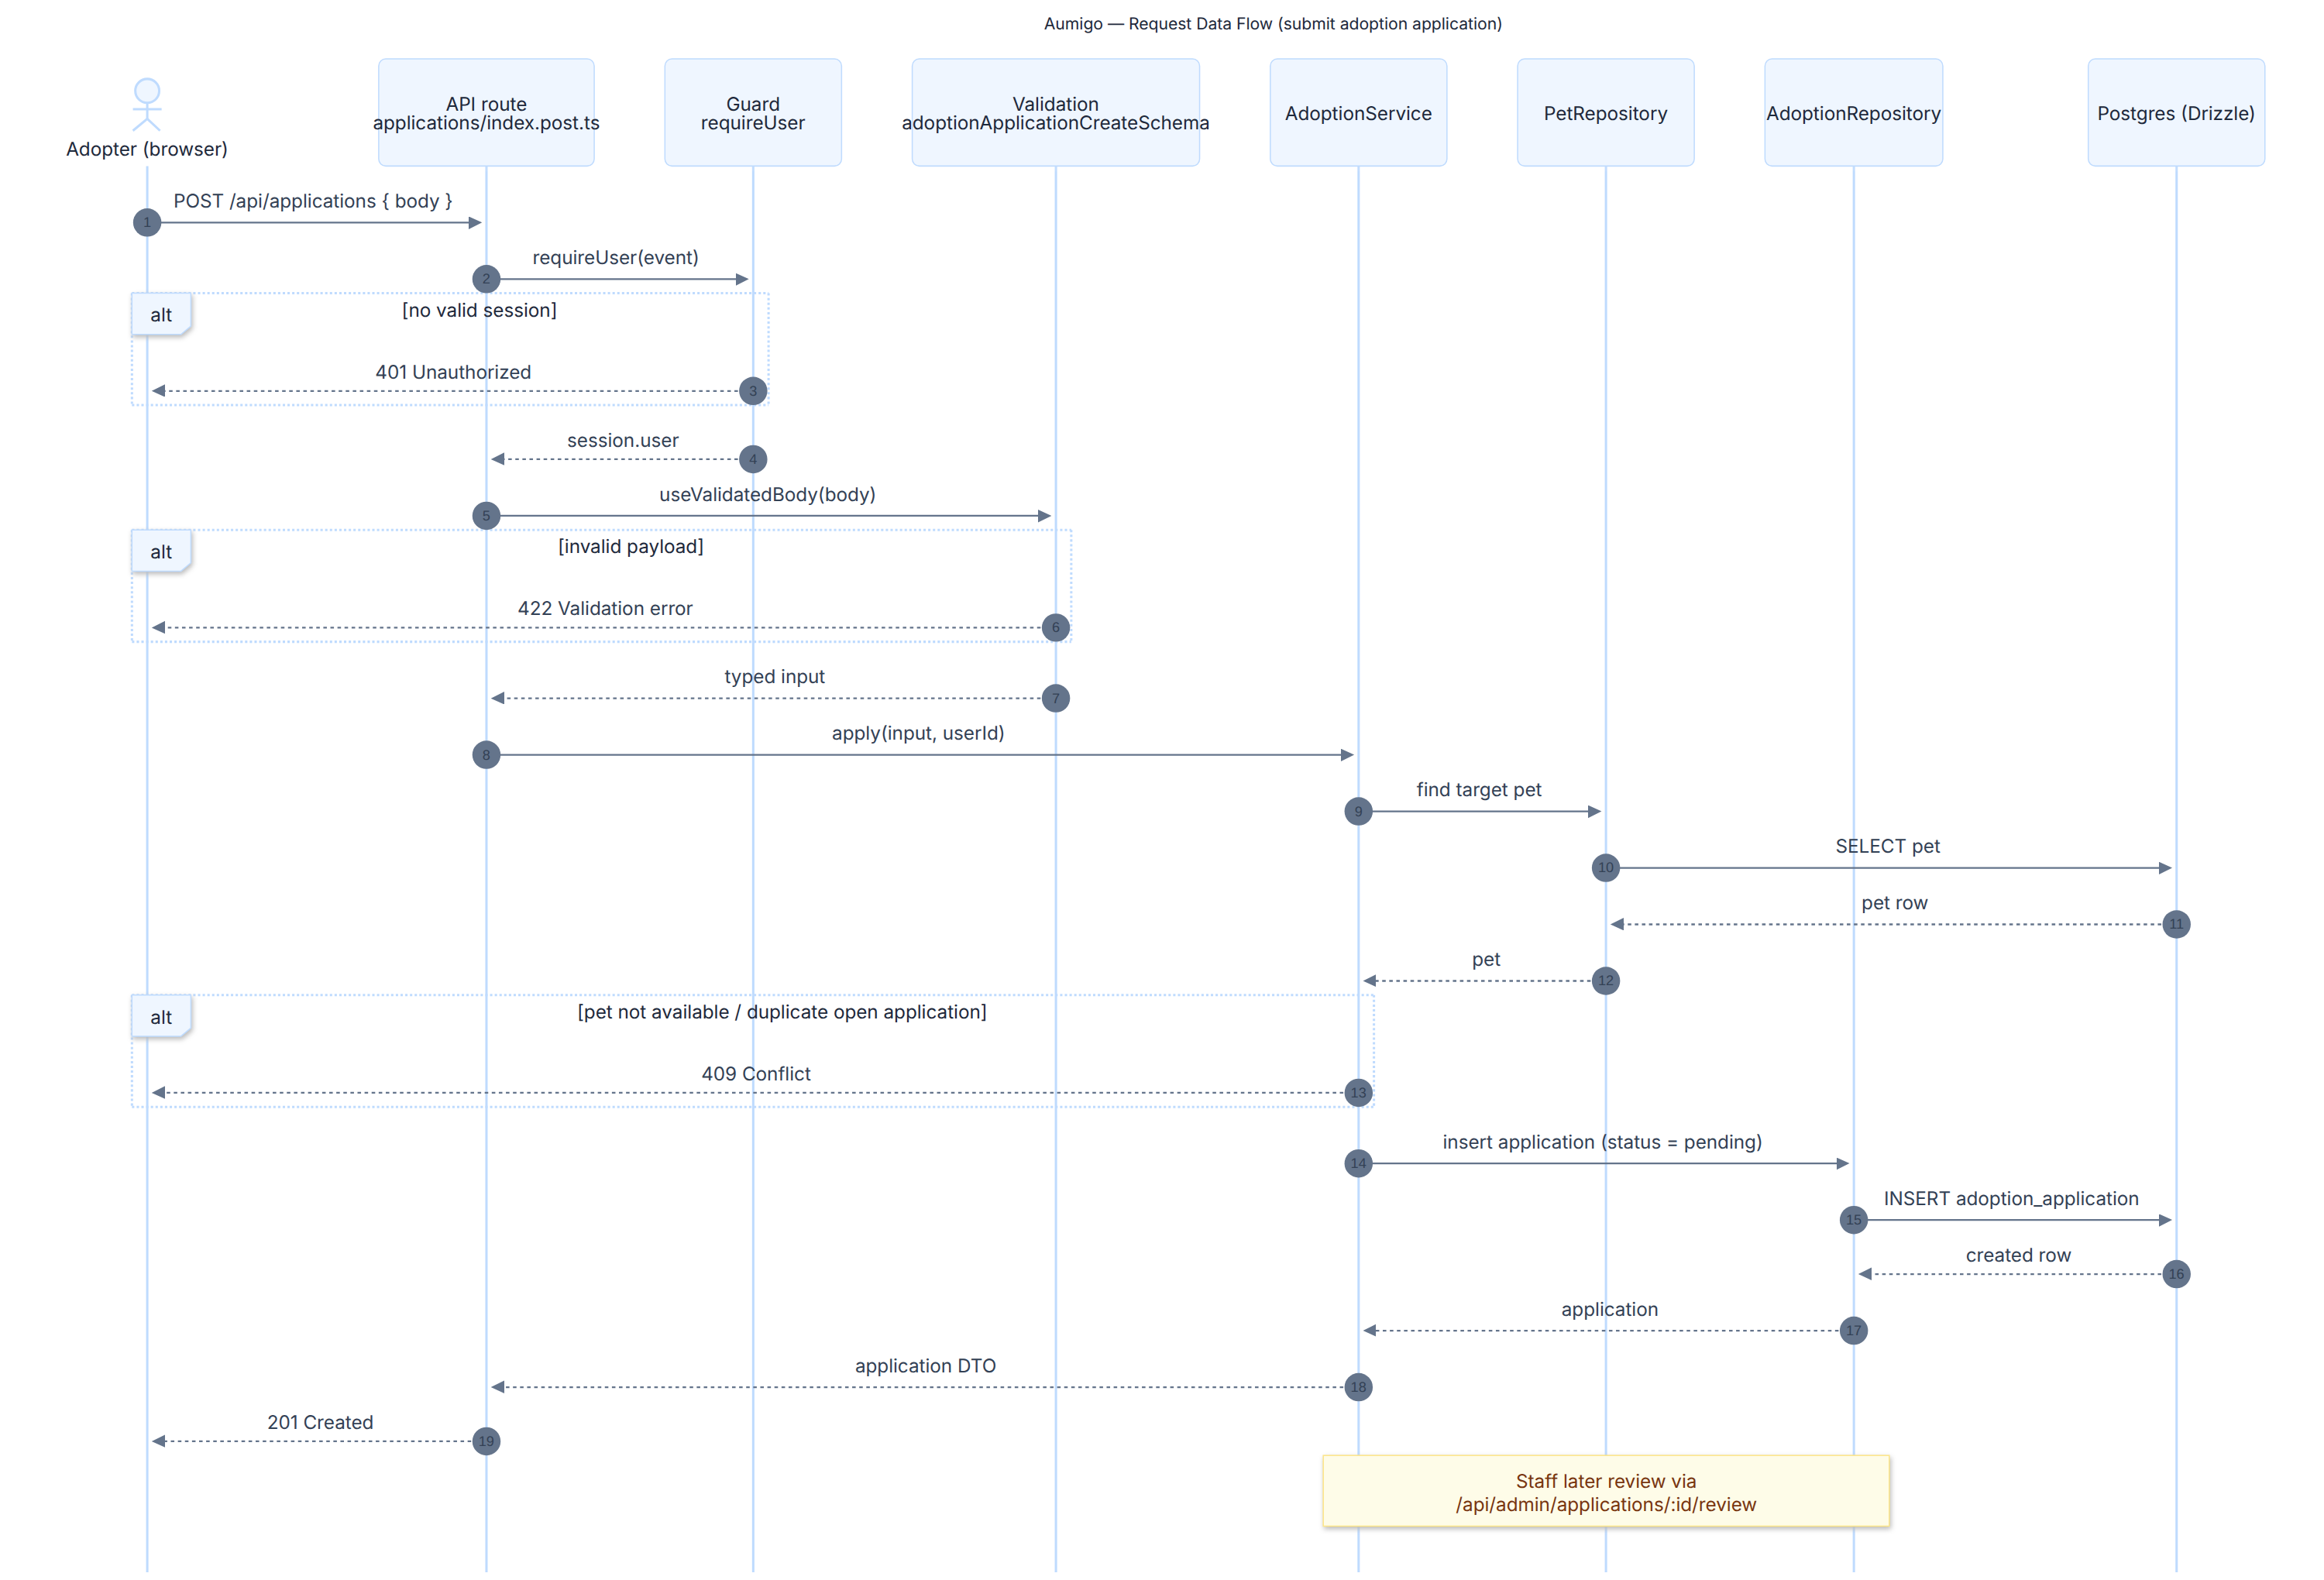 Aumigo — Request Data Flow (submit adoption application)
Adopter (browser)
API route
applications/index.post.ts
Guard
requireUser
Validation
adoptionApplicationCreateSchema
AdoptionService
PetRepository
AdoptionRepository
Postgres (Drizzle)
POST /api/applications { body }
1
requireUser(event)
2
alt
[no valid session]
401 Unauthorized
3
session.user
4
useValidatedBody(body)
5
alt
[invalid payload]
422 Validation error
6
typed input
7
apply(input, userId)
8
find target pet
9
SELECT pet
10
pet row
11
pet
12
alt
[pet not available / duplicate open application]
409 Conflict
13
insert application (status = pending)
14
INSERT adoption_application
15
created row
16
application
17
application DTO
18
201 Created
19
Staff later review via
/api/admin/applications/:id/review